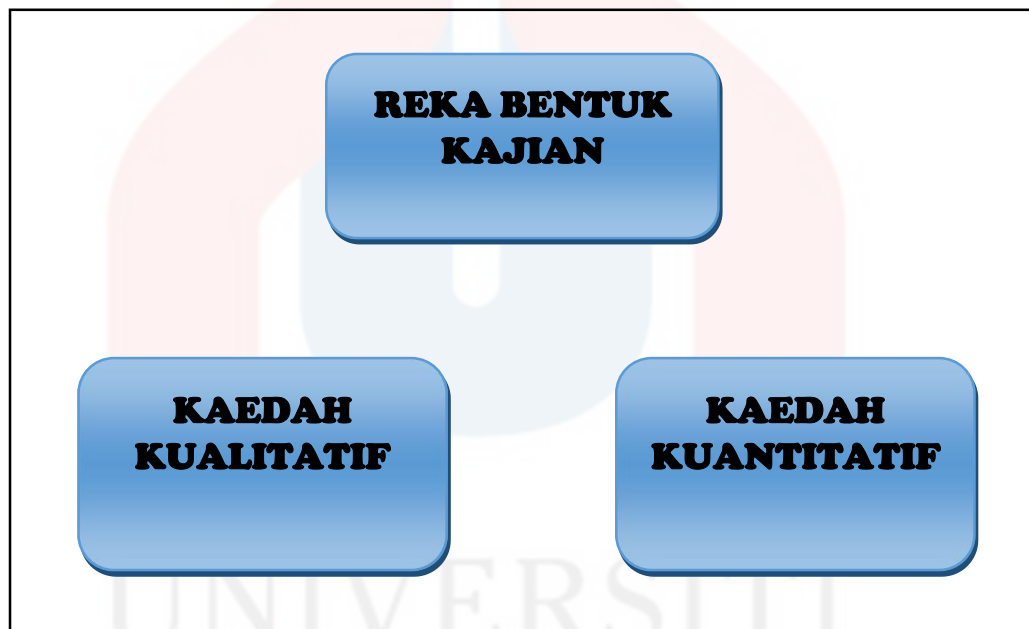 REKA BENTUK
KAJIAN
KAEDAH
KUALITATIF
KAEDAH
KUANTITATIF
UNIVERSITI